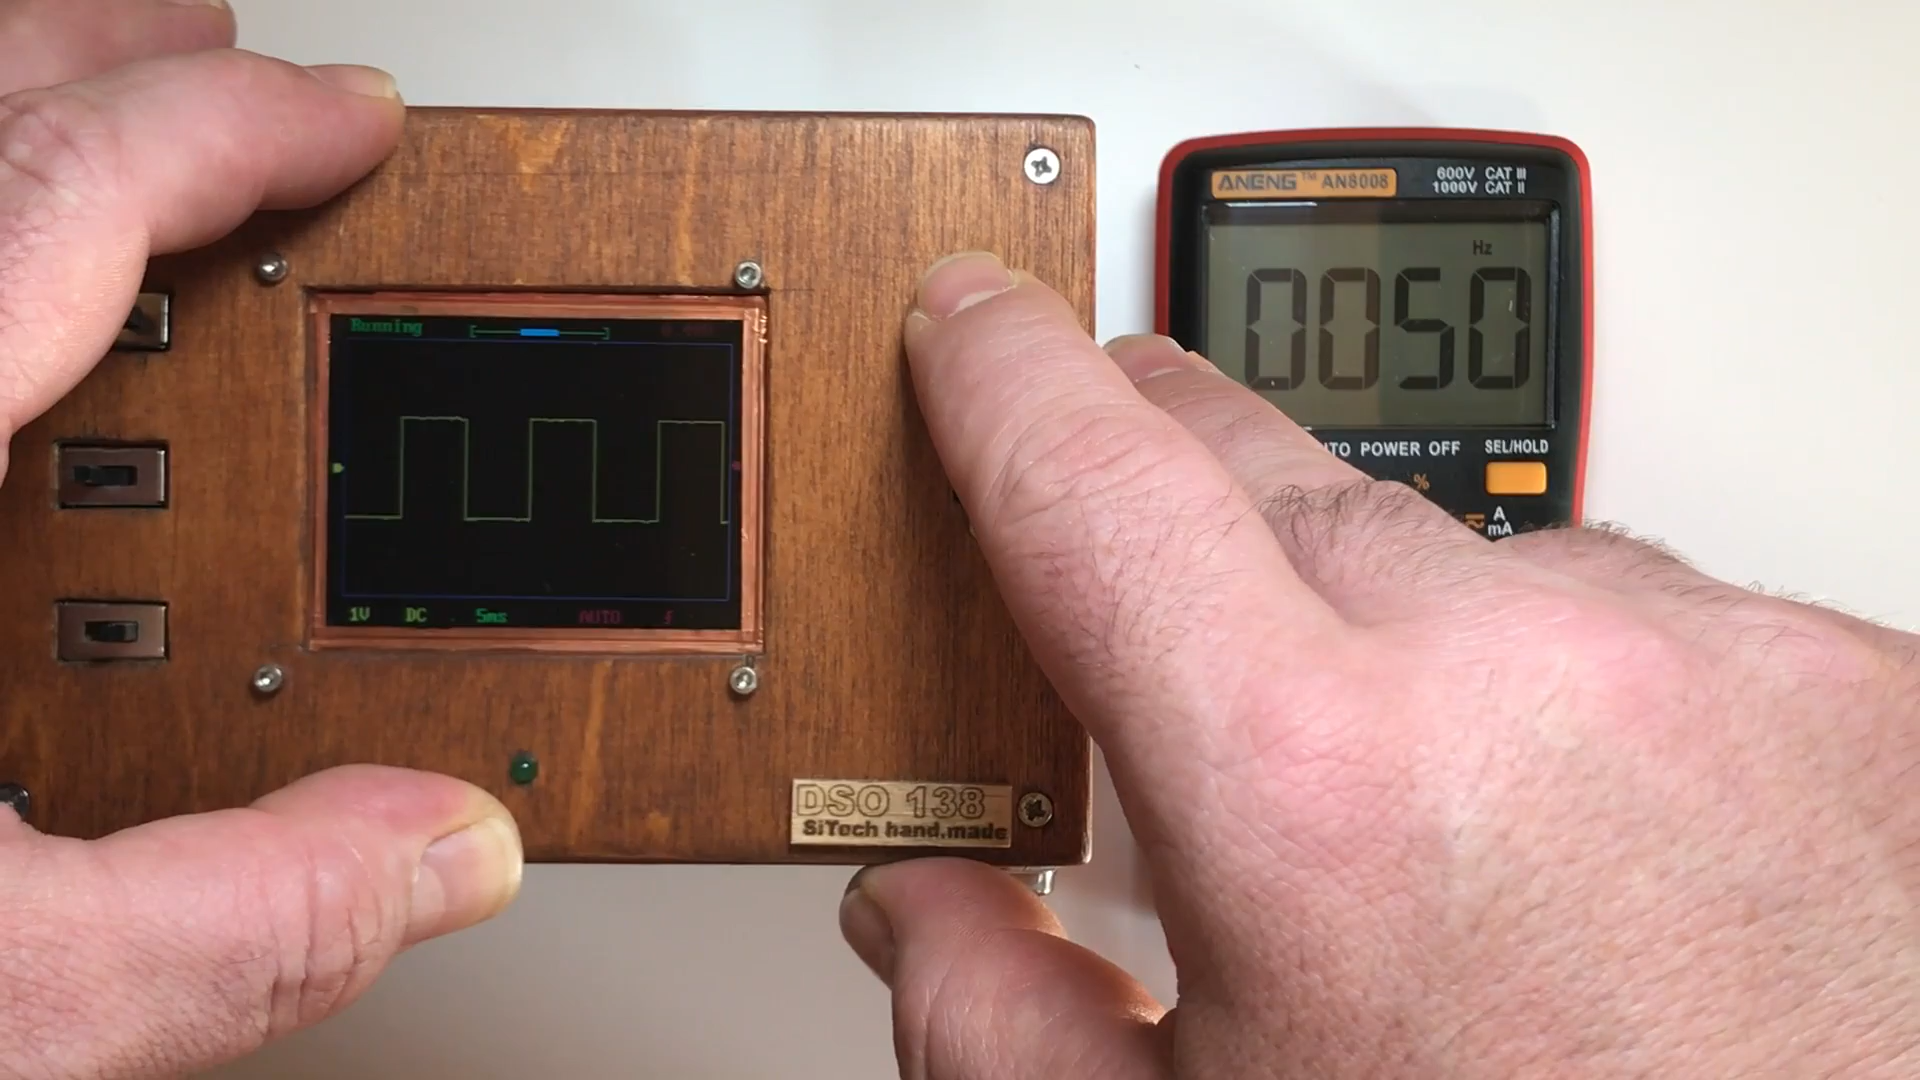 Running
1V DC 5ms AUTO
DSO 138
SiTech hand.made
ANENG™ AN8008
600V CAT III
1000V CAT II
Hz
0050
TO POWER OFF
SEL/HOLD
%
A
mA